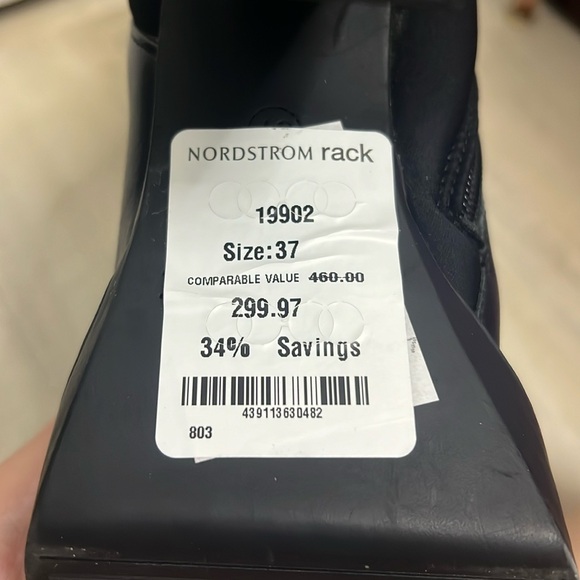 NORDSTROM rack
19902
Size:37
COMPARABLE VALUE 460.00
299.97
34% Savings
439113630482
803